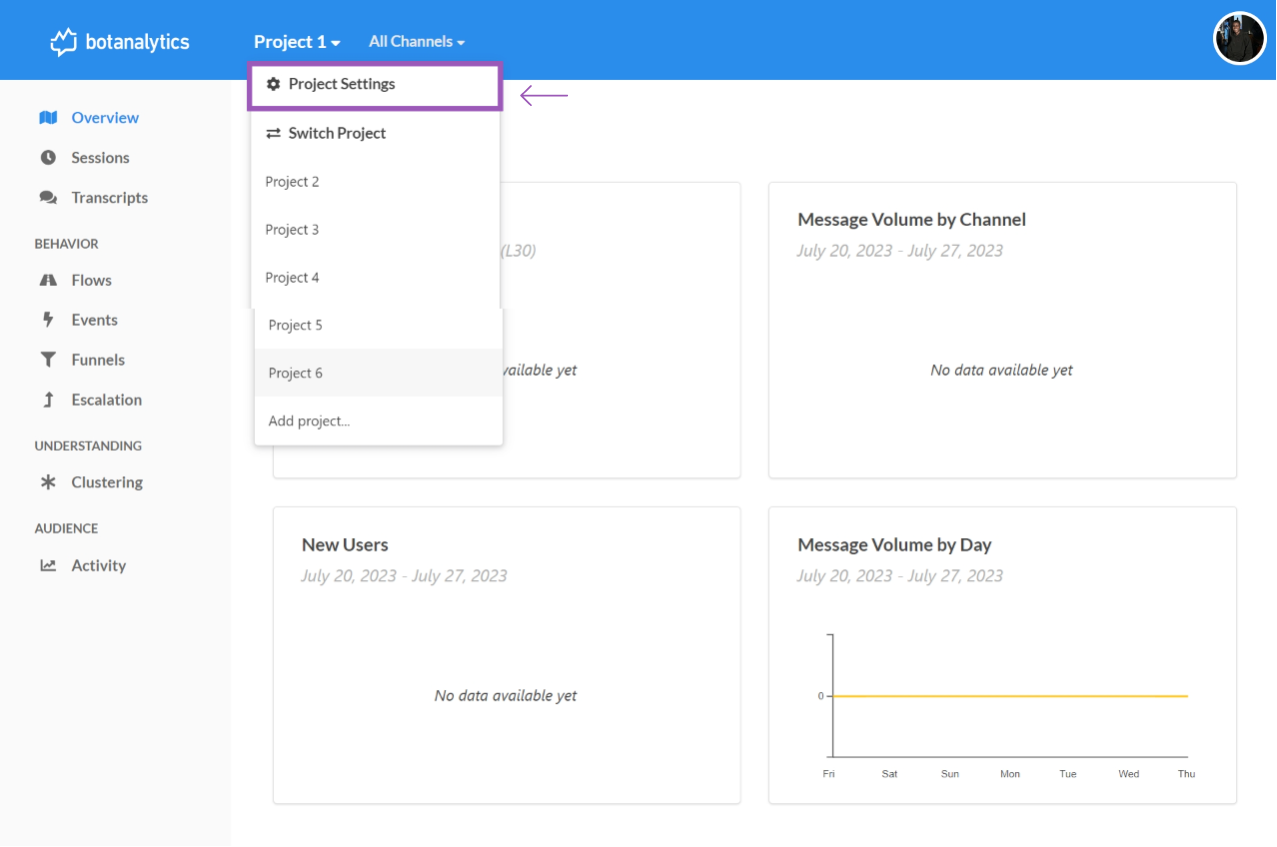 botanalytics
Project 1
All Channels
Project Settings
Switch Project
Project 2
Project 3
Project 4
Project 5
Project 6
Add project...
Overview
Sessions
Transcripts
BEHAVIOR
Flows
Events
Funnels
Escalation
UNDERSTANDING
Clustering
AUDIENCE
Activity
(L30)
available yet
Message Volume by Channel
July 20, 2023 - July 27, 2023
No data available yet
New Users
July 20, 2023 - July 27, 2023
No data available yet
Message Volume by Day
July 20, 2023 - July 27, 2023
0
Fri Sat Sun Mon Tue Wed Thu